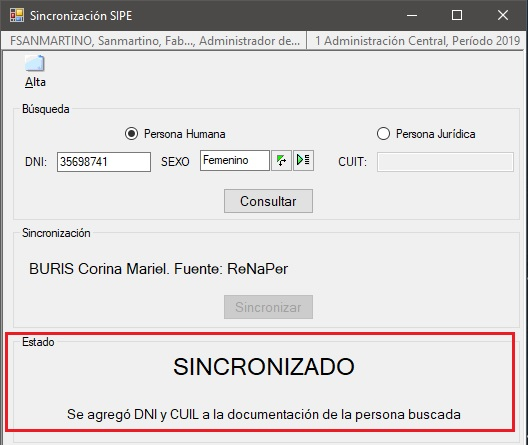 Sincronización SIPE
FSANMARTINO, Sanmartino, Fab..., Administrador de... 1 Administración Central, Período 2019
Alta
Búsqueda
Persona Humana Persona Jurídica
DNI: 35698741 SEXO Femenino CUIT:
Consultar
Sincronización
BURIS Corina Mariel. Fuente: ReNaPer
Sincronizar
Estado
SINCRONIZADO
Se agregó DNI y CUIL a la documentación de la persona buscada